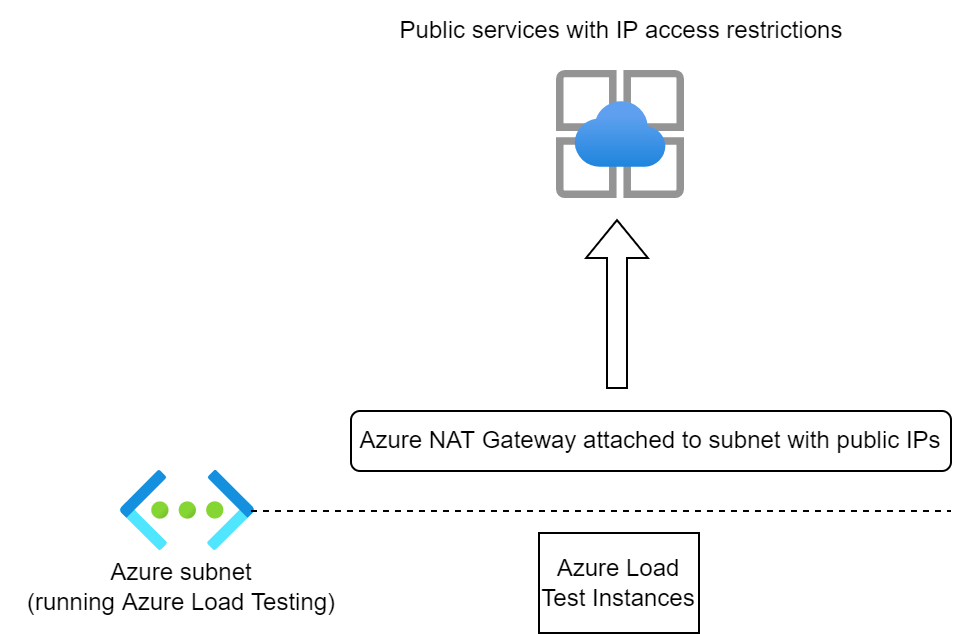 Public services with IP access restrictions
Azure NAT Gateway attached to subnet with public IPs
Azure subnet
(running Azure Load Testing)
Azure Load
Test Instances